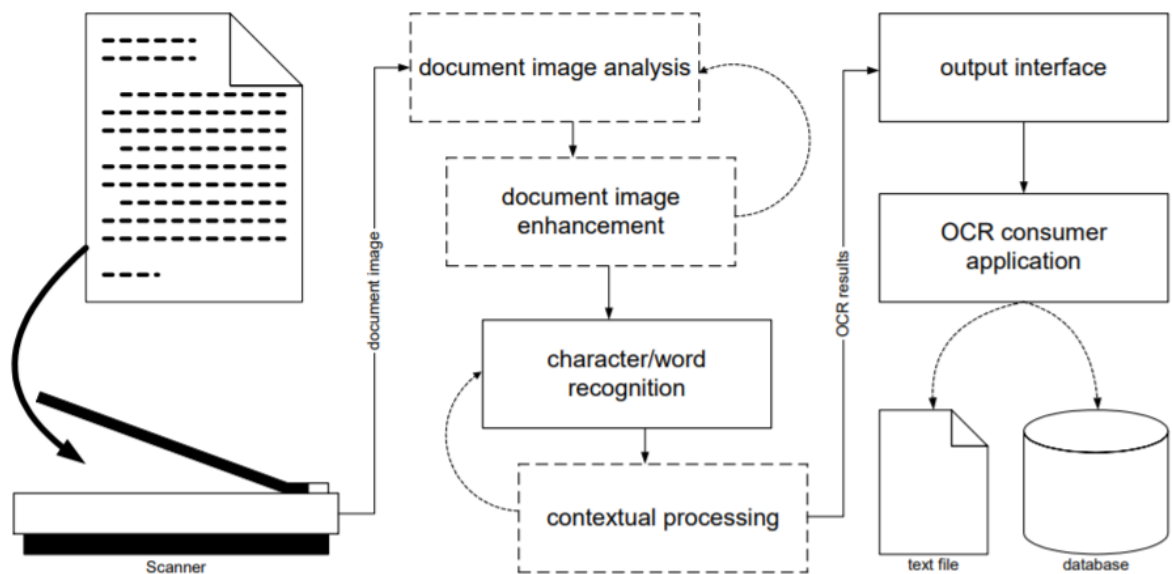 Scanner
document image
document image analysis
document image
enhancement
character/word
recognition
contextual processing
OCR results
output interface
OCR consumer
application
text file
database